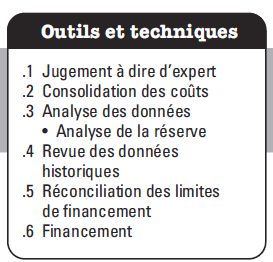 Outils et techniques
.1 Jugement à dire d'expert
.2 Consolidation des coûts
.3 Analyse des données
• Analyse de la réserve
.4 Revue des données
historiques
.5 Réconciliation des limites
de financement
.6 Financement